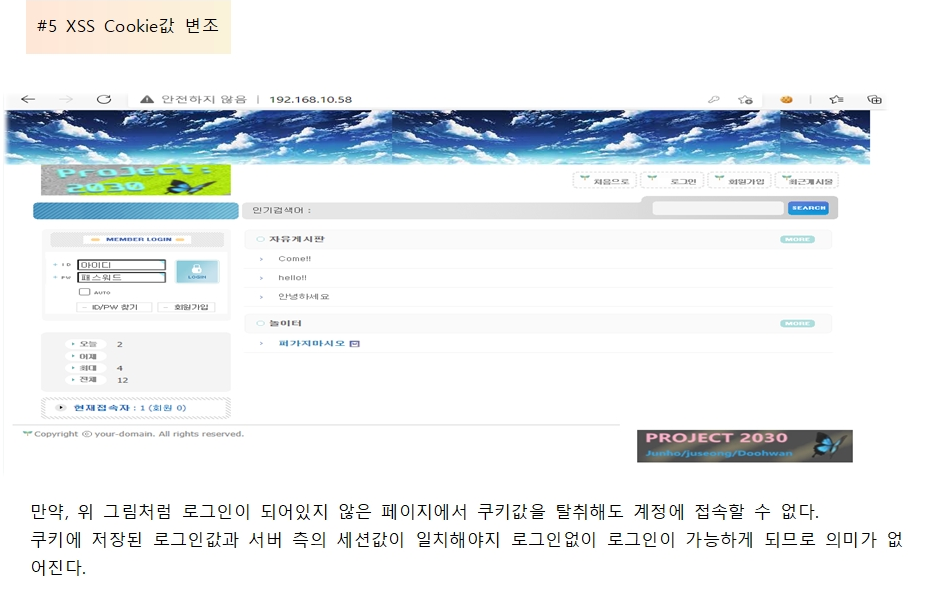 #5 XSS Cookie값 변조
안전하지 않음 | 192.168.10.58
Project:
2030
처음으로 로그인 회원가입 최근게시물
인기검색어 : SEARCH
MEMBER LOGIN
자유게시판 MORE
ID 아이디
Come!!
PW 패스워드
LOGIN
hello!!
AUTO
안녕하세요
ID/PW 찾기 회원가입
놀이터 MORE
퍼가지마시오
오늘 2
어제
최대 4
전체 12
현재접속자 : 1 (회원 0)
Copyright ⓒ your-domain. All rights reserved.
PROJECT 2030
Junho/juseong/Doohwan
만약, 위 그림처럼 로그인이 되어있지 않은 페이지에서 쿠키값을 탈취해도 계정에 접속할 수 없다.
쿠키에 저장된 로그인값과 서버 측의 세션값이 일치해야지 로그인없이 로그인이 가능하게 되므로 의미가 없
어진다.